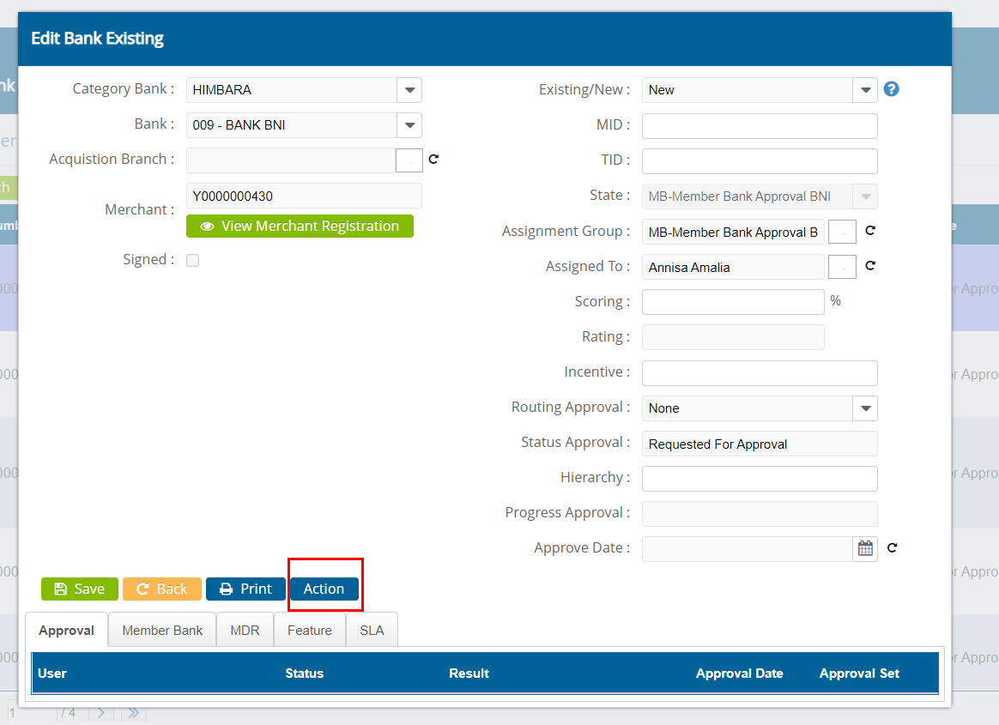 Edit Bank Existing
Category Bank : HIMBARA
Bank : 009 - BANK BNI
Acquistion Branch :
Merchant : Y0000000430
View Merchant Registration
Signed :
Existing/New : New
MID :
TID :
State : MB-Member Bank Approval BNI
Assignment Group : MB-Member Bank Approval B
Assigned To : Annisa Amalia
Scoring : %
Rating :
Incentive :
Routing Approval : None
Status Approval : Requested For Approval
Hierarchy :
Progress Approval :
Approve Date :
Save Back Print Action
Approval Member Bank MDR Feature SLA
User Status Result Approval Date Approval Set
1 / 4